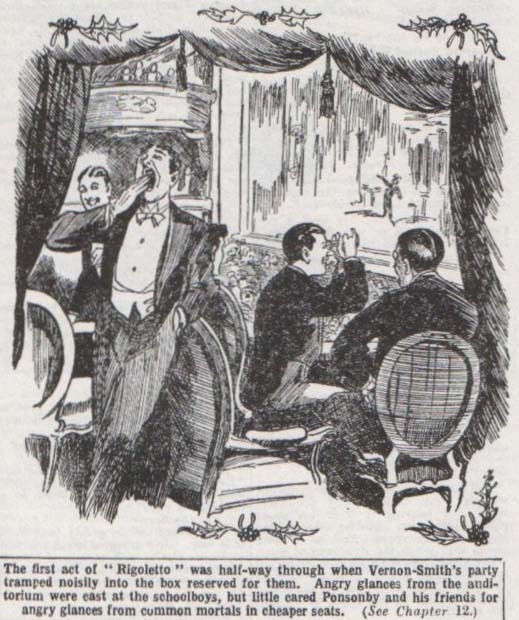 The first act of " Rigoletto " was half-way through when Vernon-Smith's party
tramped noisily into the box reserved for them. Angry glances from the audi-
torium were cast at the schoolboys, but little cared Ponsonby and his friends for
angry glances from common mortals in cheaper seats. (See Chapter 12.)